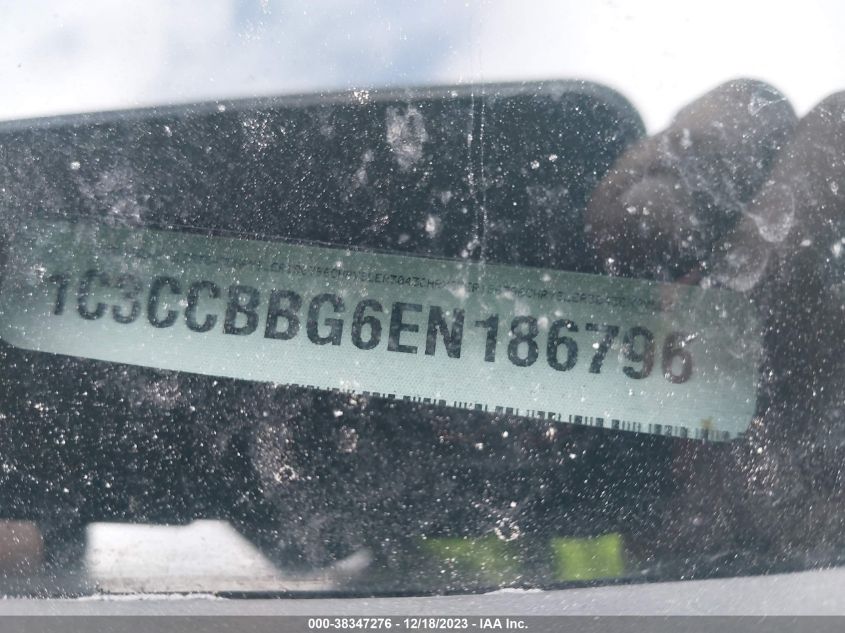 1C3CCBBG6EN186796
000-38347276 - 12/18/2023 - IAA Inc.